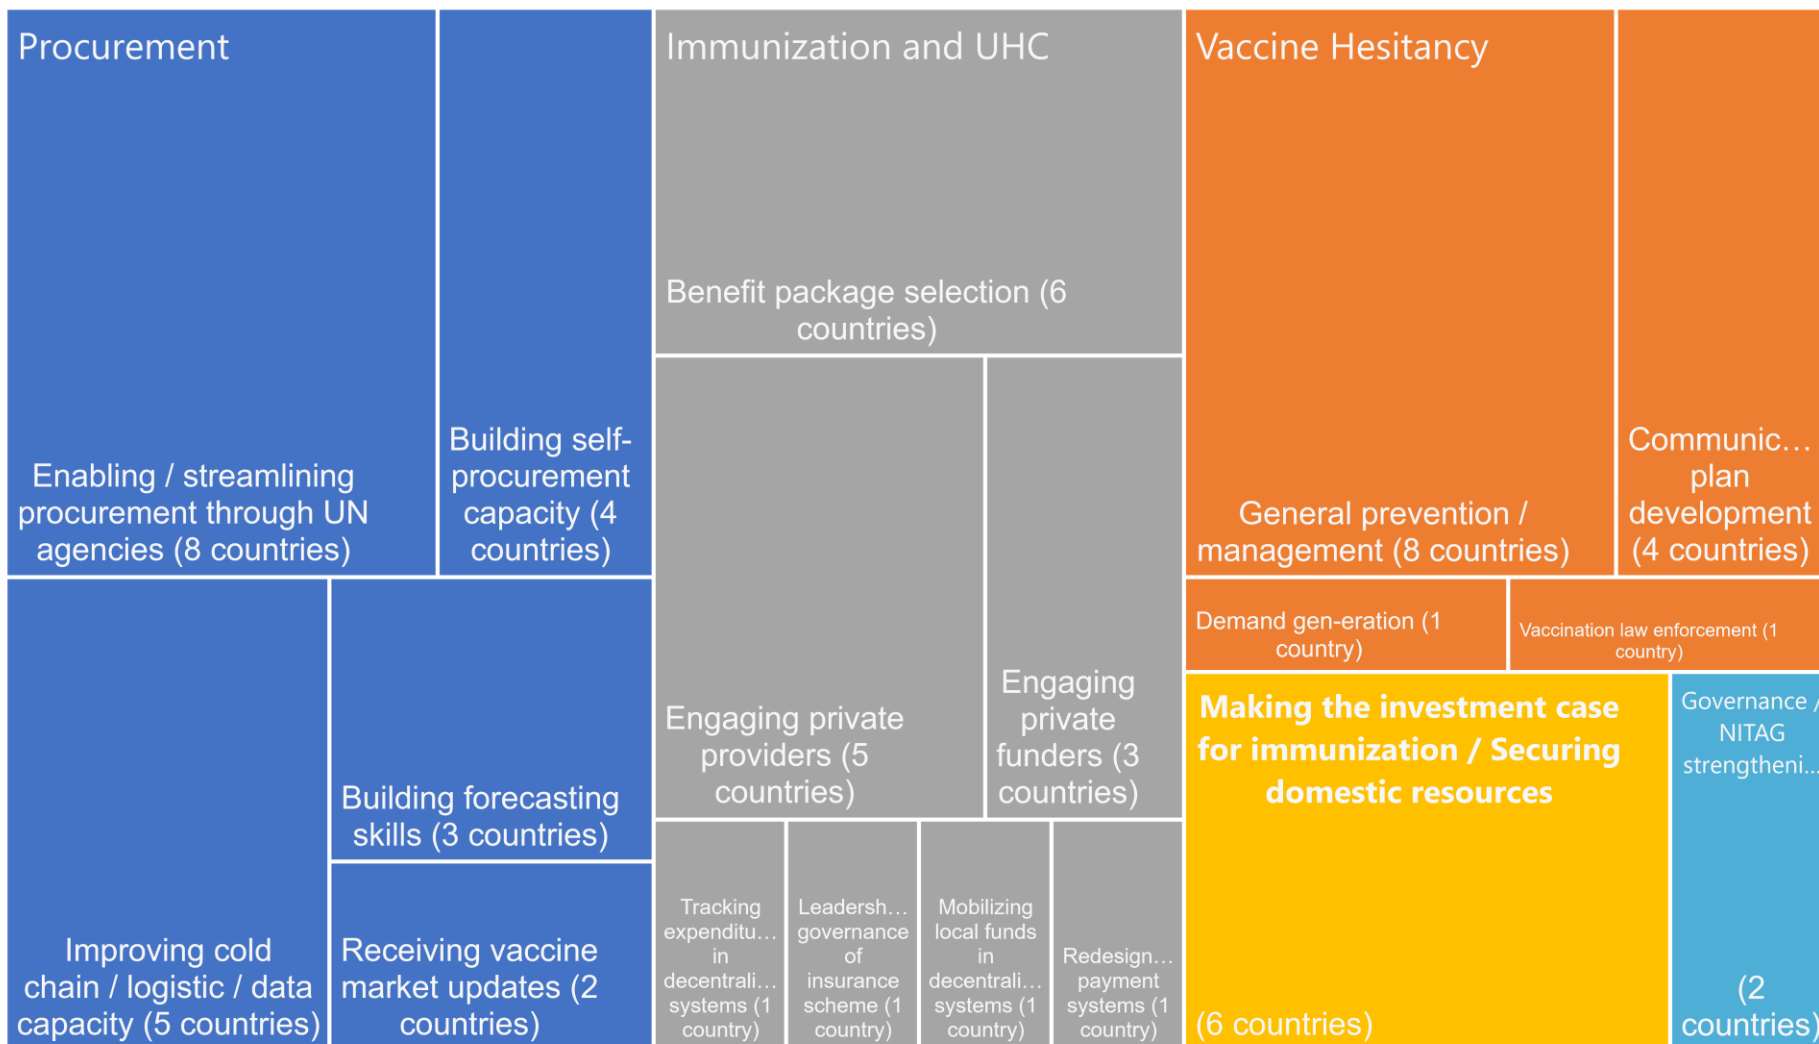 Procurement
Enabling / streamlining
procurement through UN
agencies (8 countries)
Building self-
procurement
capacity (4
countries)
Improving cold
chain / logistic / data
capacity (5 countries)
Building forecasting
skills (3 countries)
Receiving vaccine
market updates (2
countries)
Immunization and UHC
Benefit package selection (6
countries)
Engaging private
providers (5
countries)
Engaging
private
funders (3
countries)
Tracking
expenditu…
in
decentrali…
systems (1
country)
Leadersh…
governance
of
insurance
scheme (1
country)
Mobilizing
local funds
in
decentrali…
systems (1
country)
Redesign…
payment
systems (1
country)
Vaccine Hesitancy
General prevention /
management (8 countries)
Communic…
plan
development
(4 countries)
Demand gen-eration (1
country)
Vaccination law enforcement (1
country)
Making the investment case
for immunization / Securing
domestic resources
(6 countries)
Governance /
NITAG
strengtheni…
(2
countries)